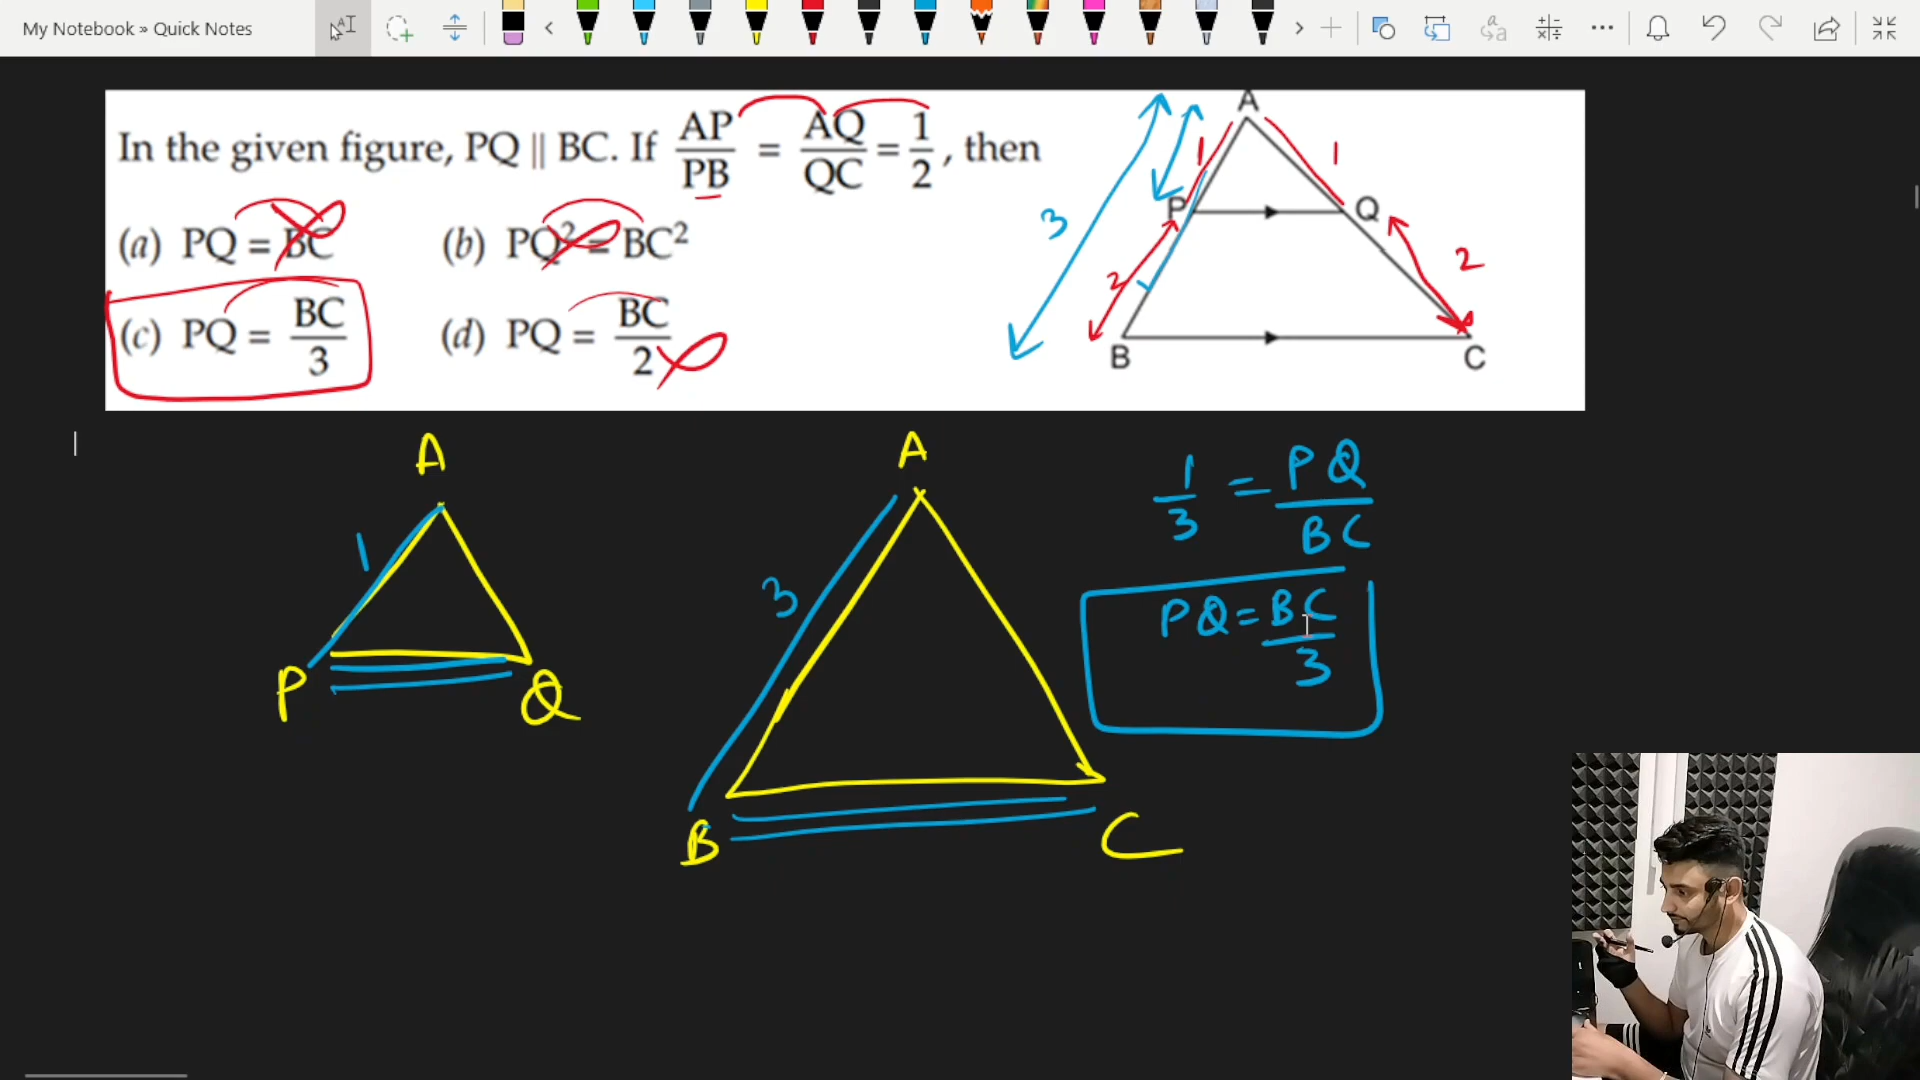 My Notebook » Quick Notes
In the given figure, PQ || BC. If AP/PB = AQ/QC = 1/2, then
(a) PQ = BC (b) PQ² = BC²
(c) PQ = BC/3 (d) PQ = BC/2
A
P Q
B C
1 1
3
2 2
A
1
P Q
A
3
B C
1/3 = PQ/BC
PQ = BC/3